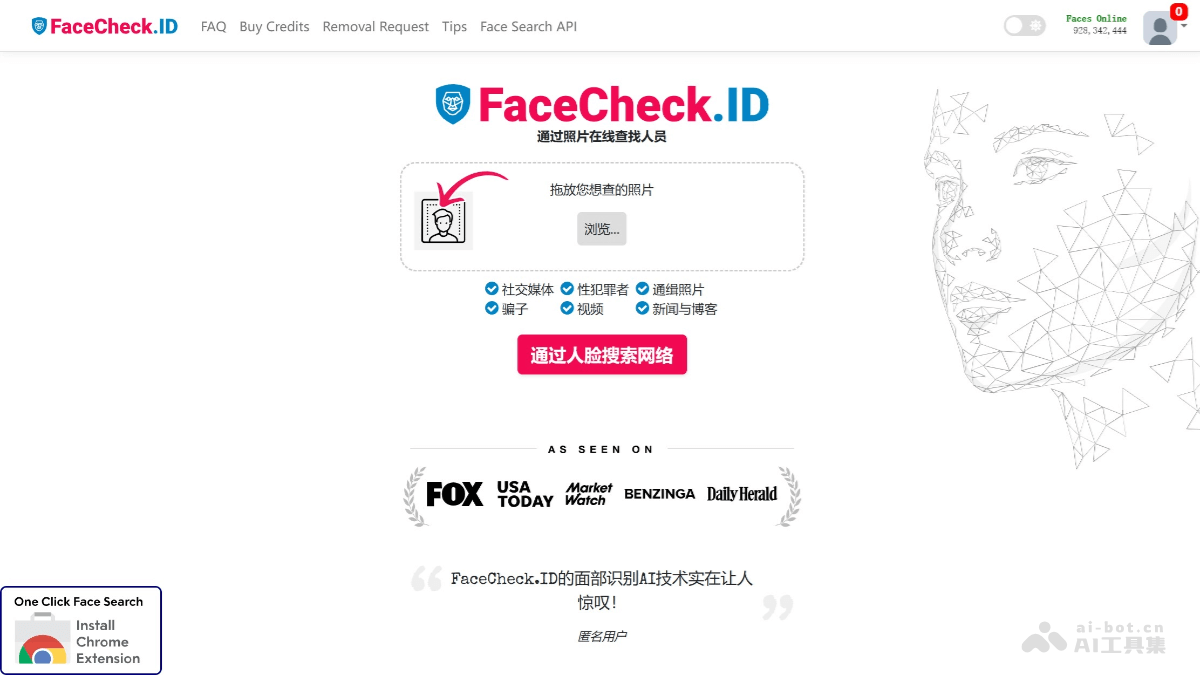 FaceCheck.ID
FAQ Buy Credits Removal Request Tips Face Search API
Faces Online
928,342,444
0
FaceCheck.ID
通过照片在线查找人员
拖放您想查的照片
浏览...
社交媒体 性犯罪者 通缉照片
骗子 视频 新闻与博客
通过人脸搜索网络
AS SEEN ON
FOX USA TODAY Market Watch BENZINGA Daily Herald
“ FaceCheck.ID的面部识别AI技术实在让人
惊叹! ”
匿名用户
One Click Face Search
Install
Chrome
Extension
ai-bot.cn
AI工具集